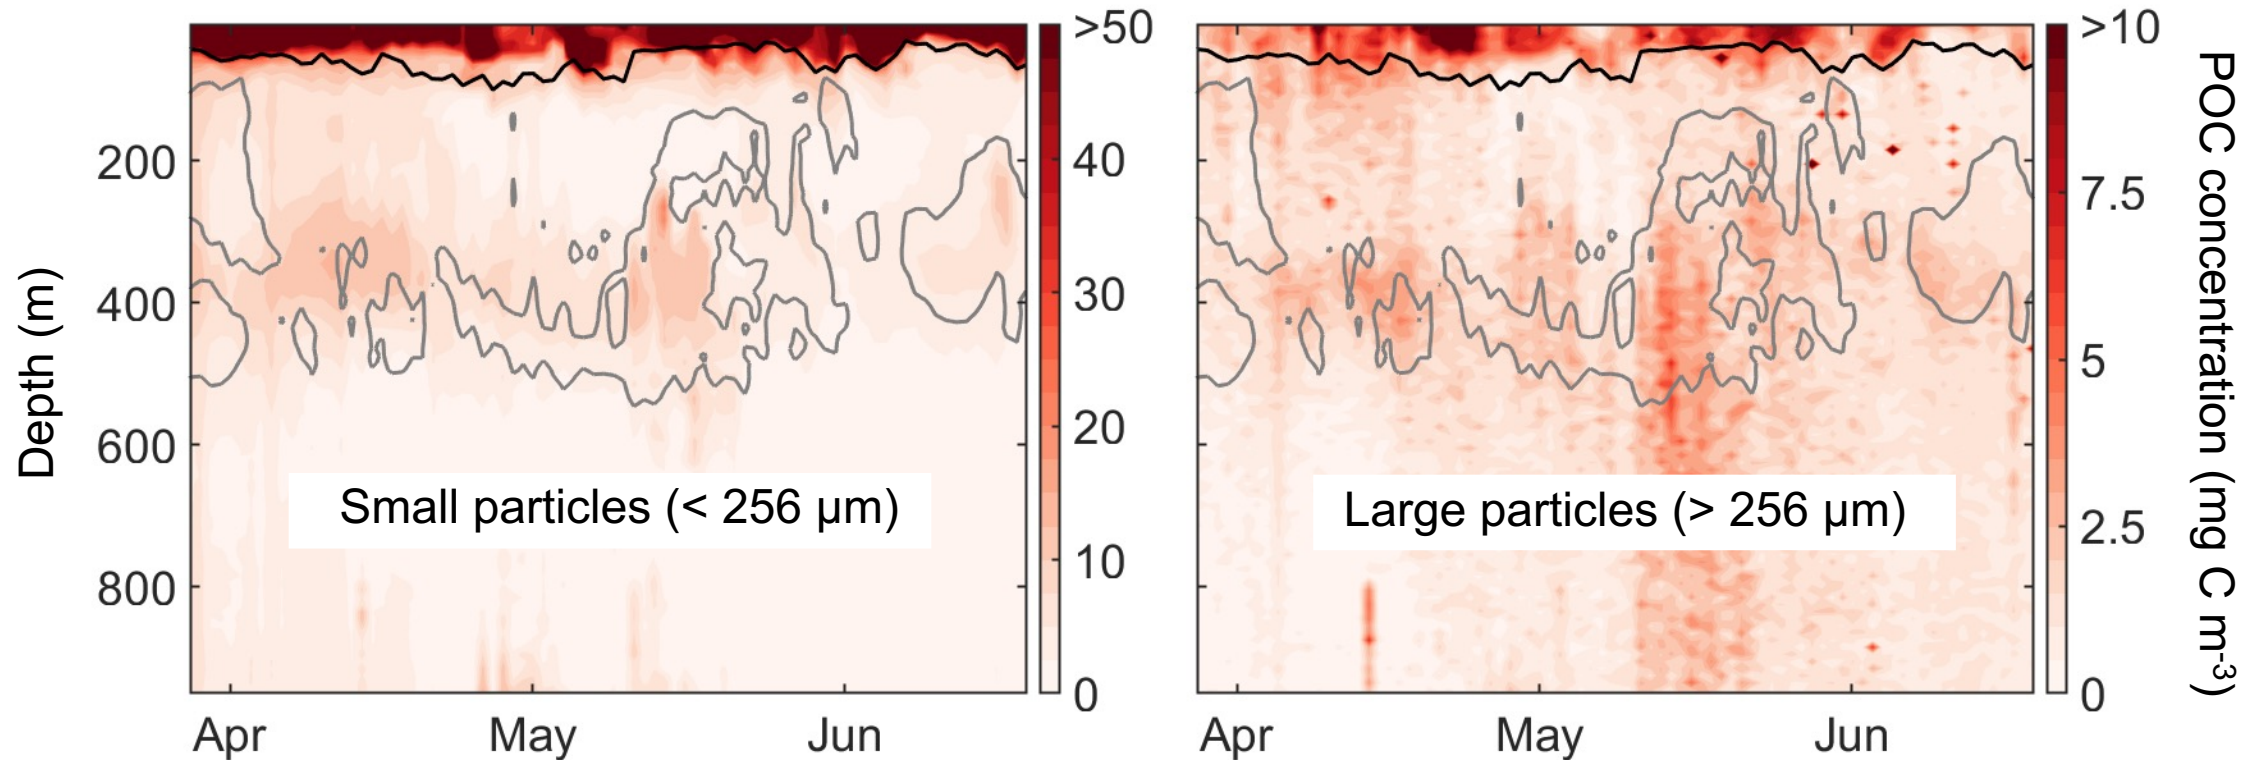 Depth (m)
200
400
600
800
Small particles (< 256 µm)
Apr
May
Jun
>50
40
30
20
10
0
Large particles (> 256 µm)
Apr
May
Jun
>10
7.5
5
2.5
0
POC concentration (mg C m⁻³)